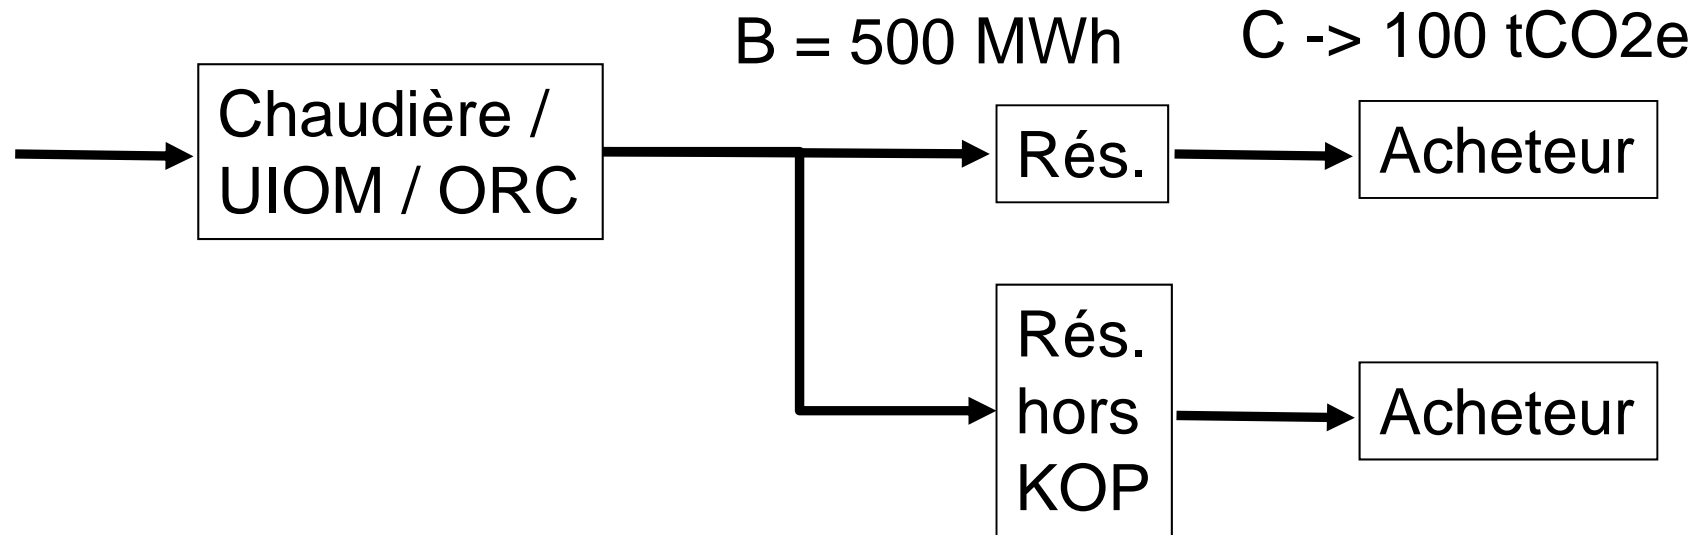 B = 500 MWh
C -> 100 tCO2e
Chaudière /
UIOM / ORC
Rés.
Acheteur
Rés.
hors
KOP
Acheteur